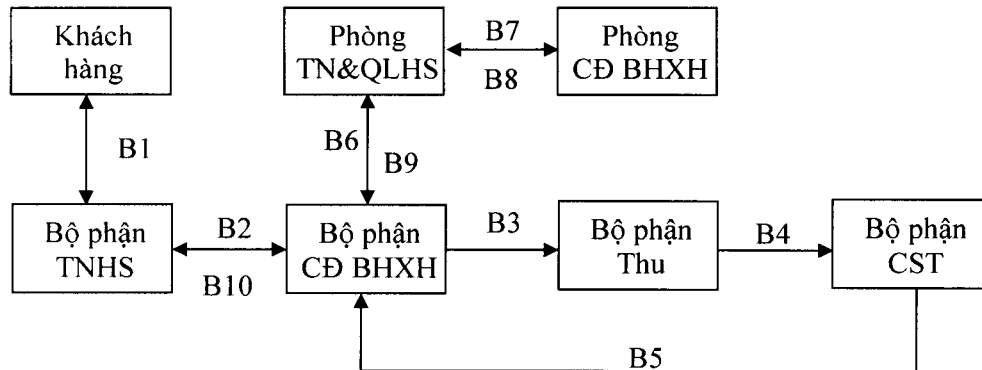 Khách
hàng
Phòng
TN&QLHS
B7
B8
Phòng
CĐ BHXH
B1
B6
B9
Bộ phận
TNHS
B2
B10
Bộ phận
CĐ BHXH
B3
Bộ phận
Thu
B4
Bộ phận
CST
B5